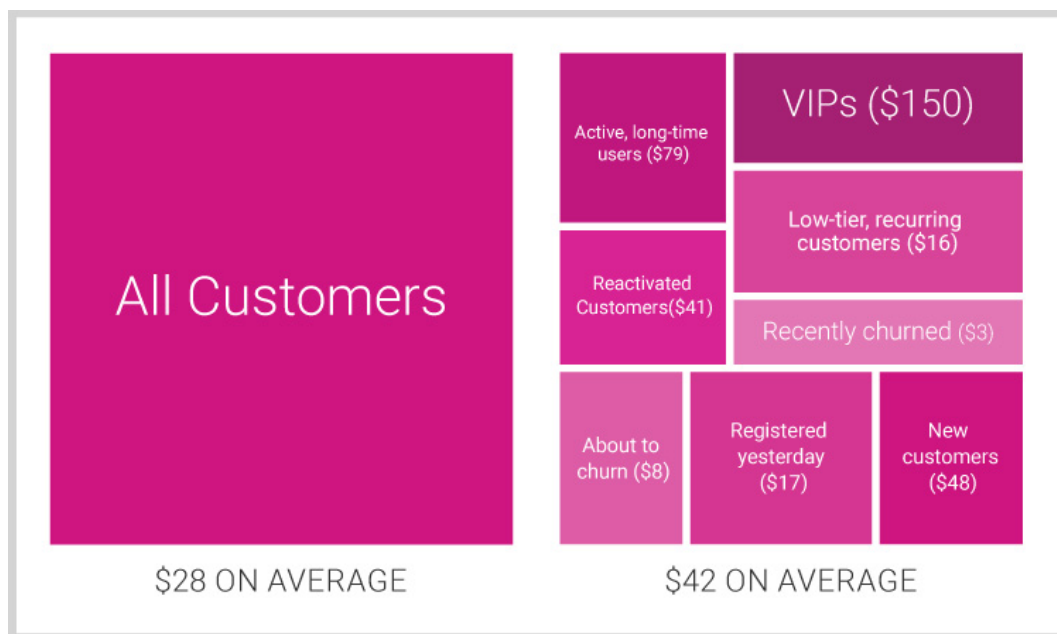 All Customers
$28 ON AVERAGE
Active, long-time
users ($79)
VIPs ($150)
Low-tier, recurring
customers ($16)
Reactivated
Customers($41)
Recently churned ($3)
About to
churn ($8)
Registered
yesterday
($17)
New
customers
($48)
$42 ON AVERAGE